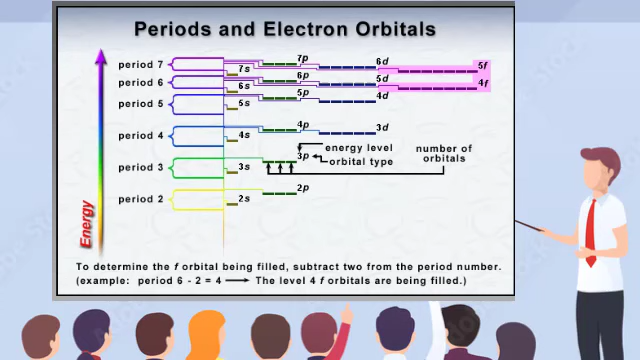 Periods and Electron Orbitals
period 7 7s 7p 6d 5f
period 6 6s 6p 5d 4f
period 5 5s 5p 4d
period 4 4s 4p 3d
energy level
number of orbitals
period 3 3s 3p orbital type
period 2 2s 2p
Energy
To determine the f orbital being filled, subtract two from the period number.
(example: period 6 - 2 = 4 ⟶ The level 4 f orbitals are being filled.)